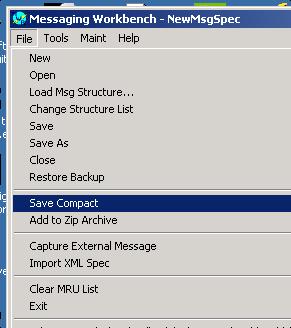 Messaging Workbench - NewMsgSpec
File Tools Maint Help
New
Open
Load Msg Structure...
Change Structure List
Save
Save As
Close
Restore Backup
Save Compact
Add to Zip Archive
Capture External Message
Import XML Spec
Clear MRU List
Exit